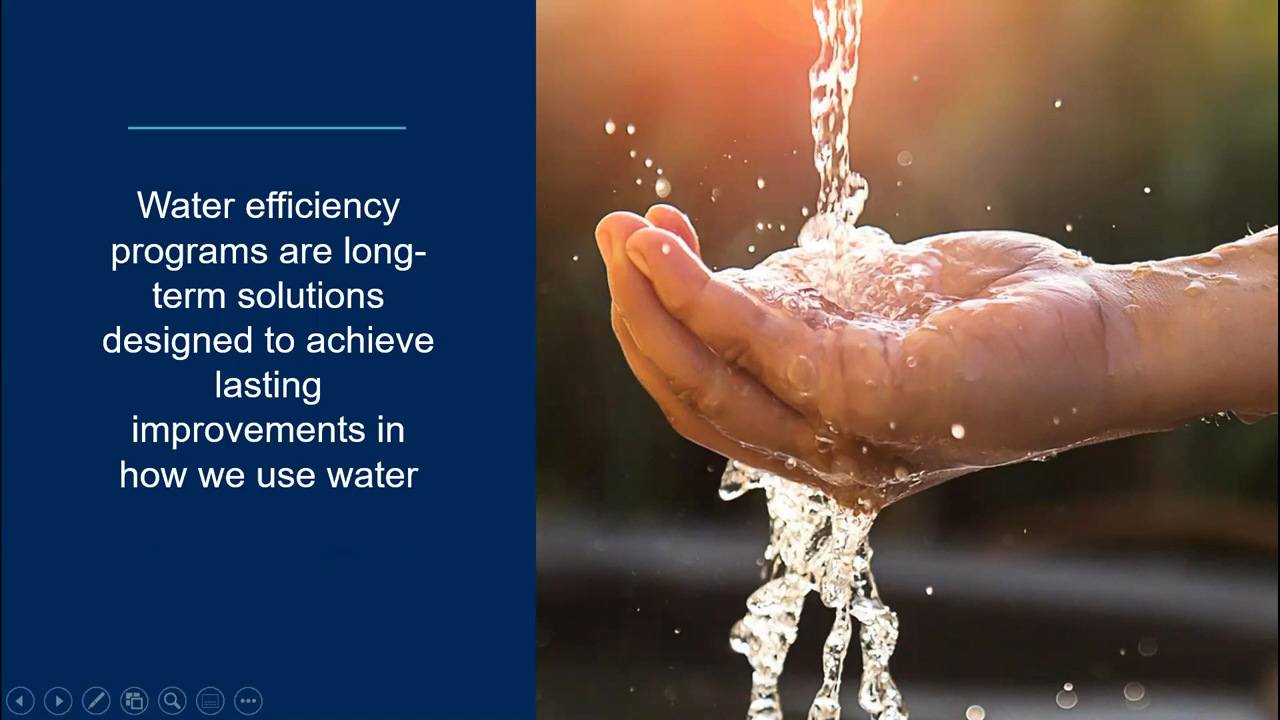 Water efficiency
programs are long-
term solutions
designed to achieve
lasting
improvements in
how we use water